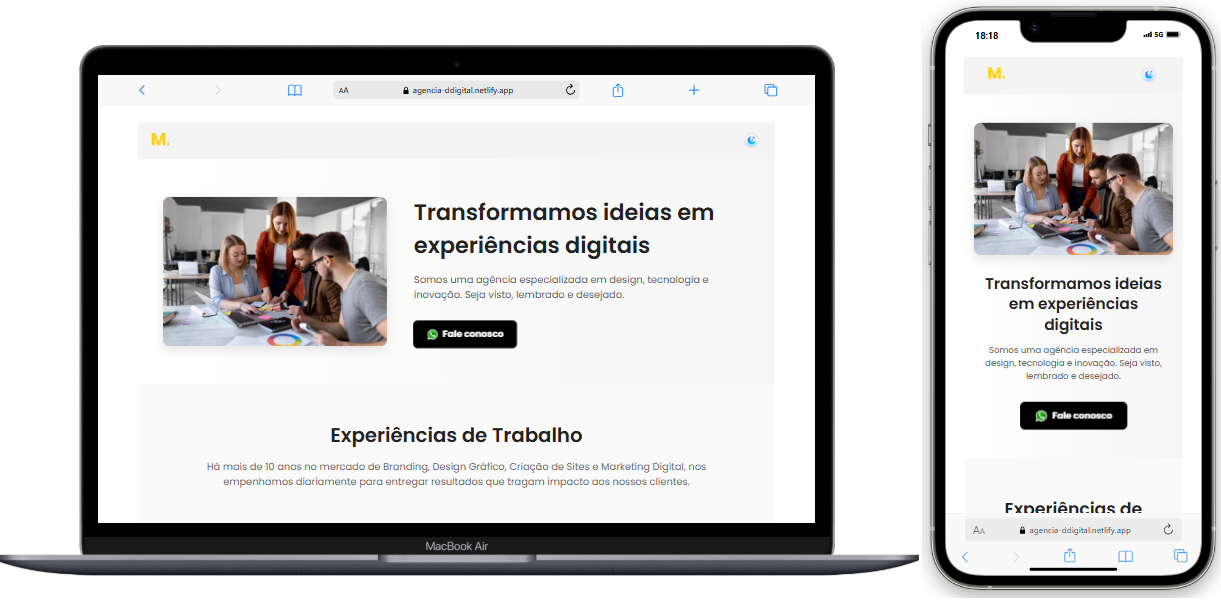 AA agencia-ddigital.netlify.app
M.
Transformamos ideias em
experiências digitais
Somos uma agência especializada em design, tecnologia e
inovação. Seja visto, lembrado e desejado.
Fale conosco
Experiências de Trabalho
Há mais de 10 anos no mercado de Branding, Design Gráfico, Criação de Sites e Marketing Digital, nos
empenhamos diariamente para entregar resultados que tragam impacto aos nossos clientes.
MacBook Air
18:18 5G
M.
Transformamos ideias
em experiências
digitais
Somos uma agência especializada em
design, tecnologia e inovação. Seja visto,
lembrado e desejado.
Fale conosco
Experiências de
AA agencia-ddigital.netlify.app